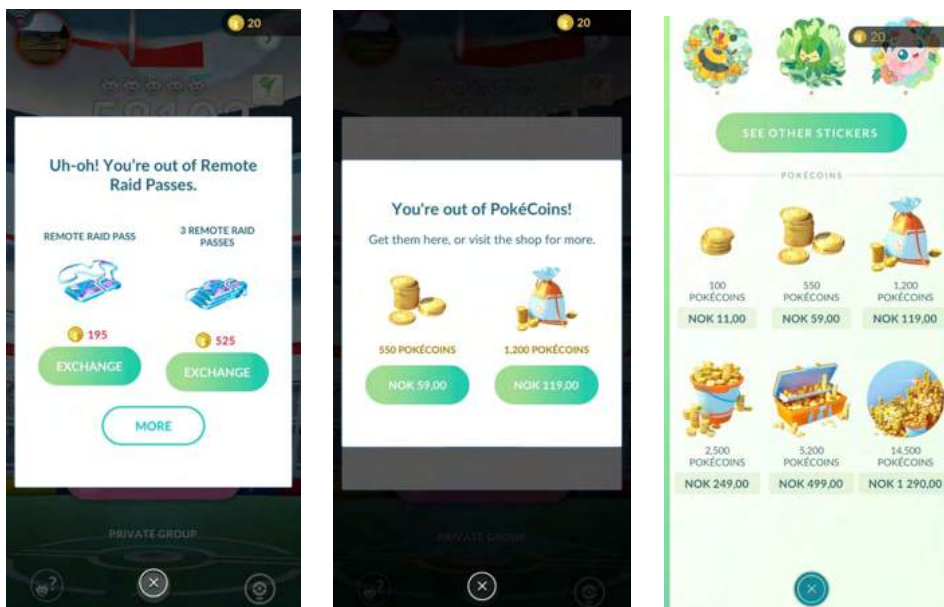 20
Uh-oh! You're out of Remote
Raid Passes.
REMOTE RAID PASS
3 REMOTE RAID
PASSES
195
525
EXCHANGE
EXCHANGE
MORE
PRIVATE GROUP
20
You're out of PokéCoins!
Get them here, or visit the shop for more.
550 POKÉCOINS
1,200 POKÉCOINS
NOK 59,00
NOK 119,00
PRIVATE GROUP
20
SEE OTHER STICKERS
POKÉCOINS
100
POKÉCOINS
NOK 11,00
550
POKÉCOINS
NOK 59,00
1,200
POKÉCOINS
NOK 119,00
2,500
POKÉCOINS
NOK 249,00
5,200
POKÉCOINS
NOK 499,00
14,500
POKÉCOINS
NOK 1 290,00